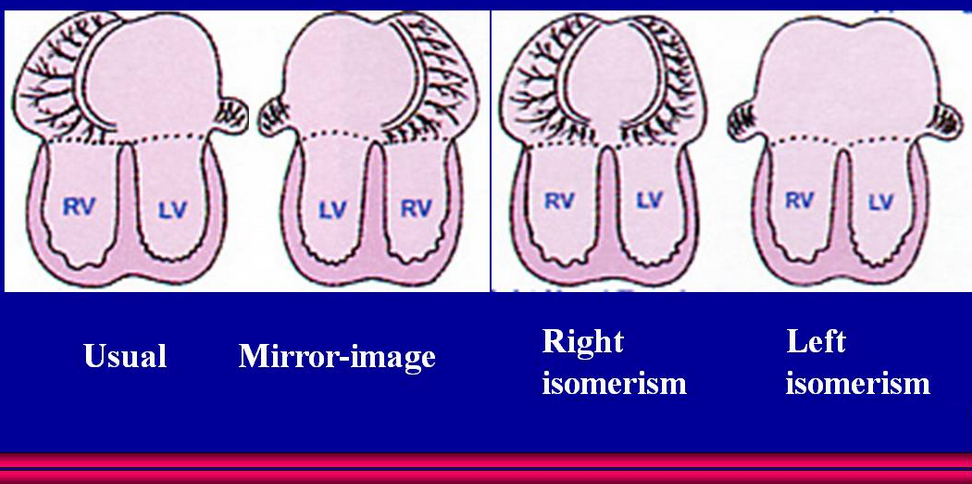 RV LV LV RV RV LV RV LV
Usual Mirror-image
Right
isomerism
Left
isomerism